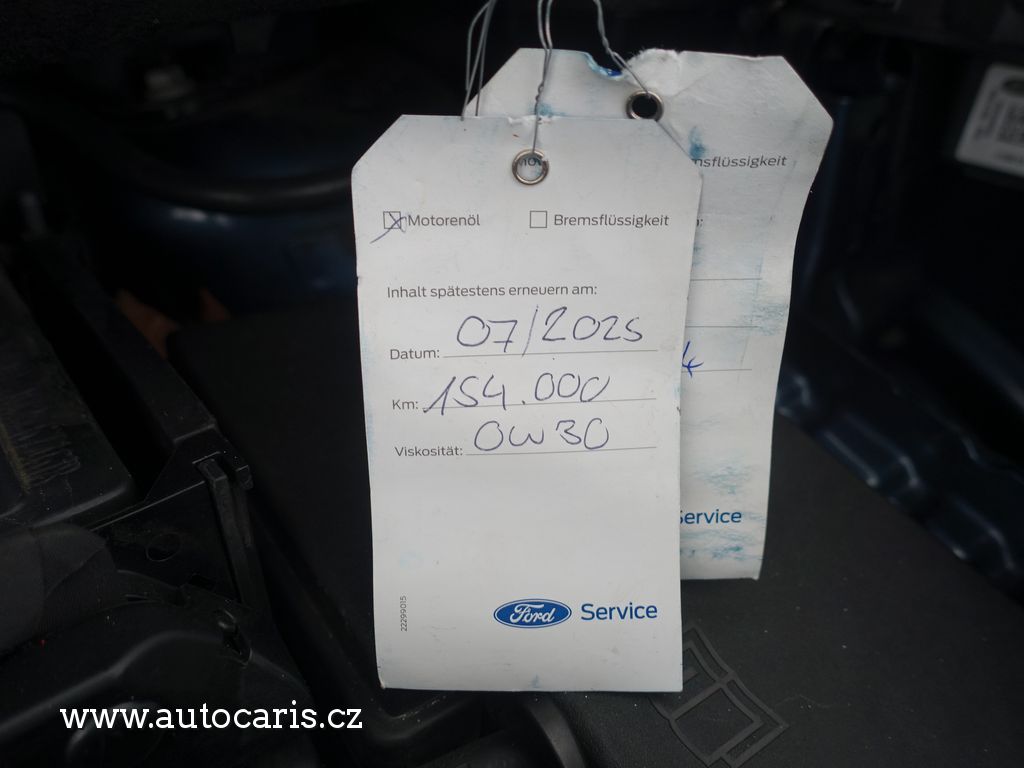 Motorenöl Bremsflüssigkeit
Inhalt spätestens erneuern am:
Datum: 07/2025
Km: 154.000
Viskosität: 0W30
22299015
Ford Service
msflüssigkeit
4
Service
www.autocaris.cz